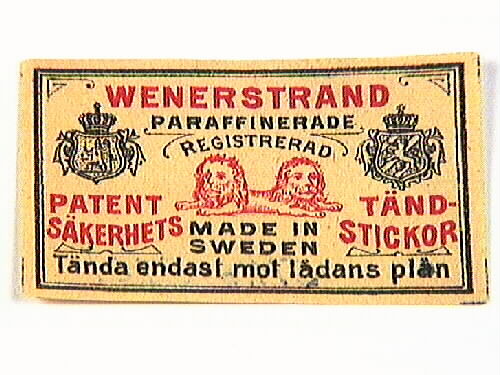 WENERSTRAND
PARAFFINERADE
REGISTRERAD
PATENT TÄND-
SÄKERHETS MADE IN STICKOR
SWEDEN
Tända endast mot lådans plån